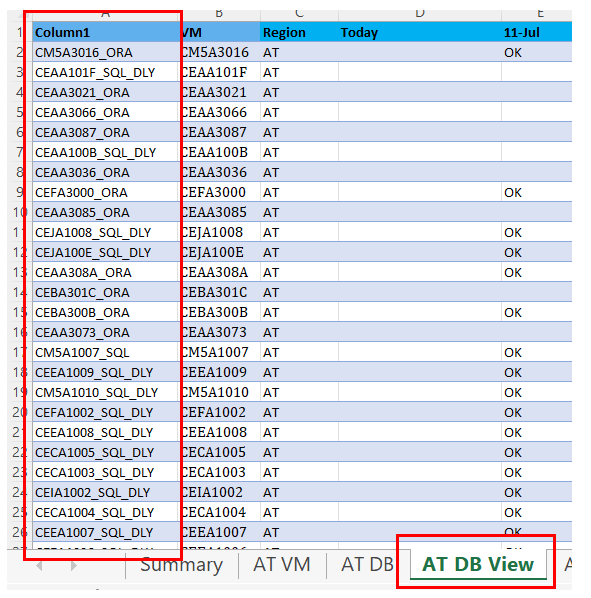 A B C D E
1 Column1 VM Region Today 11-Jul
2 CM5A3016_ORA CM5A3016 AT OK
3 CEAA101F_SQL_DLY CEAA101F AT
4 CEAA3021_ORA CEAA3021 AT
5 CEAA3066_ORA CEAA3066 AT
6 CEAA3087_ORA CEAA3087 AT
7 CEAA100B_SQL_DLY CEAA100B AT
8 CEAA3036_ORA CEAA3036 AT
9 CEFA3000_ORA CEFA3000 AT OK
10 CEAA3085_ORA CEAA3085 AT
11 CEJA1008_SQL_DLY CEJA1008 AT OK
12 CEJA100E_SQL_DLY CEJA100E AT OK
13 CEAA308A_ORA CEAA308A AT OK
14 CEBA301C_ORA CEBA301C AT
15 CEBA300B_ORA CEBA300B AT OK
16 CEAA3073_ORA CEAA3073 AT
17 CM5A1007_SQL CM5A1007 AT OK
18 CEEA1009_SQL_DLY CEEA1009 AT OK
19 CM5A1010_SQL_DLY CM5A1010 AT OK
20 CEFA1002_SQL_DLY CEFA1002 AT OK
21 CEEA1008_SQL_DLY CEEA1008 AT OK
22 CECA1005_SQL_DLY CECA1005 AT OK
23 CECA1003_SQL_DLY CECA1003 AT OK
24 CEIA1002_SQL_DLY CEIA1002 AT OK
25 CECA1004_SQL_DLY CECA1004 AT OK
26 CEEA1007_SQL_DLY CEEA1007 AT OK
Summary AT VM AT DB AT DB View A